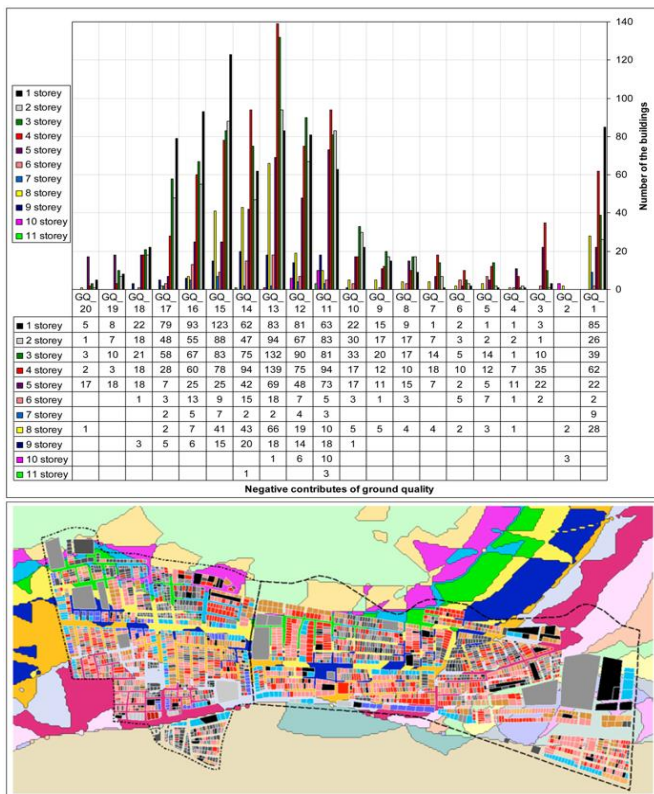 140
120
100
80
60
40
20
0
Number of the buildings
1 storey
2 storey
3 storey
4 storey
5 storey
6 storey
7 storey
8 storey
9 storey
10 storey
11 storey
GQ_ GQ_ GQ_ GQ_ GQ_ GQ_ GQ_ GQ_ GQ_ GQ_ GQ_ GQ_ GQ_ GQ_ GQ_ GQ_ GQ_ GQ_ GQ_ GQ_
20 19 18 17 16 15 14 13 12 11 10 9 8 7 6 5 4 3 2 1
1 storey 5 8 22 79 93 123 62 83 81 63 22 15 9 1 2 1 1 3 85
2 storey 1 7 18 48 55 88 47 94 67 83 30 17 17 7 3 2 2 1 26
3 storey 3 10 21 58 67 83 75 132 90 81 33 20 17 14 5 14 1 10 39
4 storey 2 3 18 28 60 78 94 139 75 94 17 12 10 18 10 12 7 35 62
5 storey 17 18 18 7 25 25 42 69 48 73 17 11 15 7 2 5 11 22 22
6 storey 1 3 13 9 15 18 7 5 3 1 3 5 7 1 2 2
7 storey 2 5 7 2 2 4 3 9
8 storey 1 2 7 41 43 66 19 10 5 5 4 4 2 3 1 2 28
9 storey 3 5 6 15 20 18 14 18 1
10 storey 1 6 10 3
11 storey 1 3
Negative contributes of ground quality